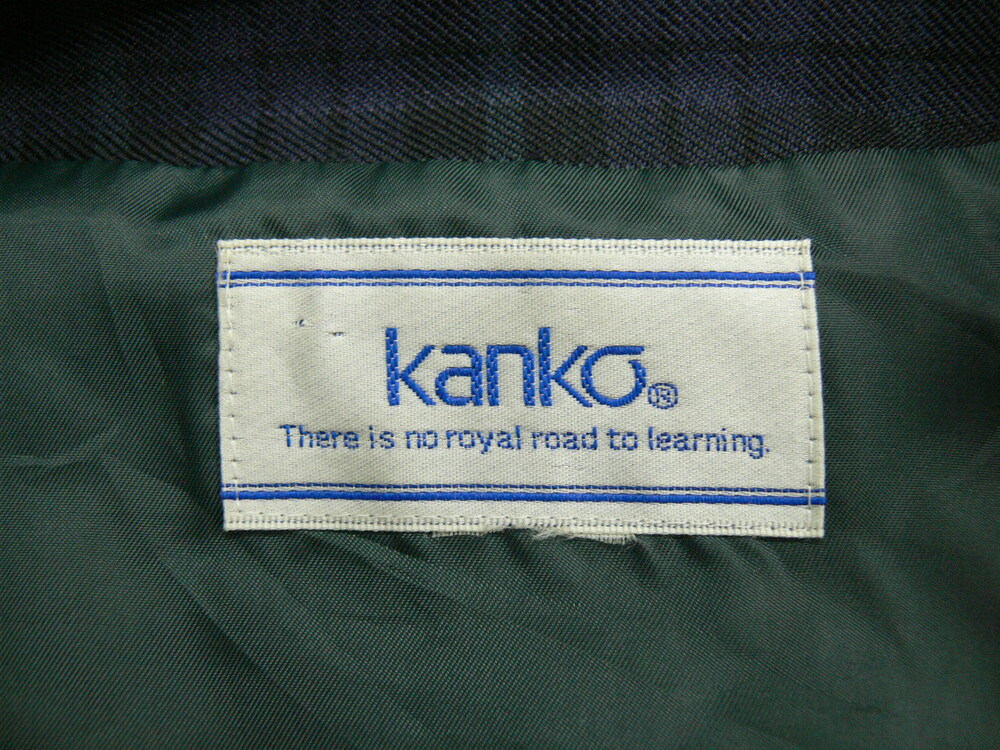 kanko®
There is no royal road to learning.